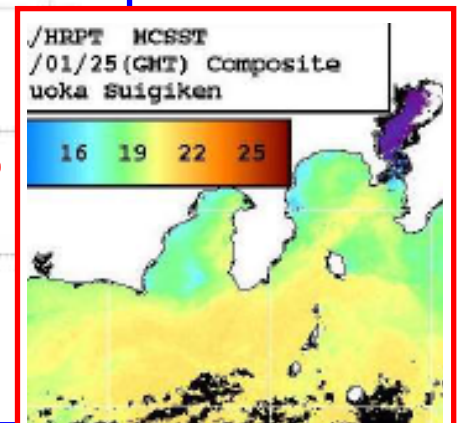 /HRPT MCSST
/01/25(GMT) Composite
uoka Suigiken
16 19 22 25